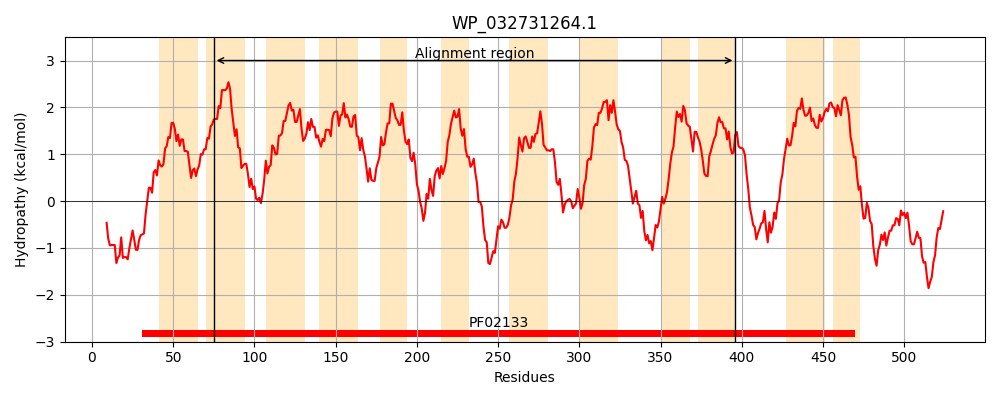 WP_032731264.1
Alignment region
Hydropathy (kcal/mol)
3
2
1
0
−1
−2
−3
PF02133
0 50 100 150 200 250 300 350 400 450 500
Residues